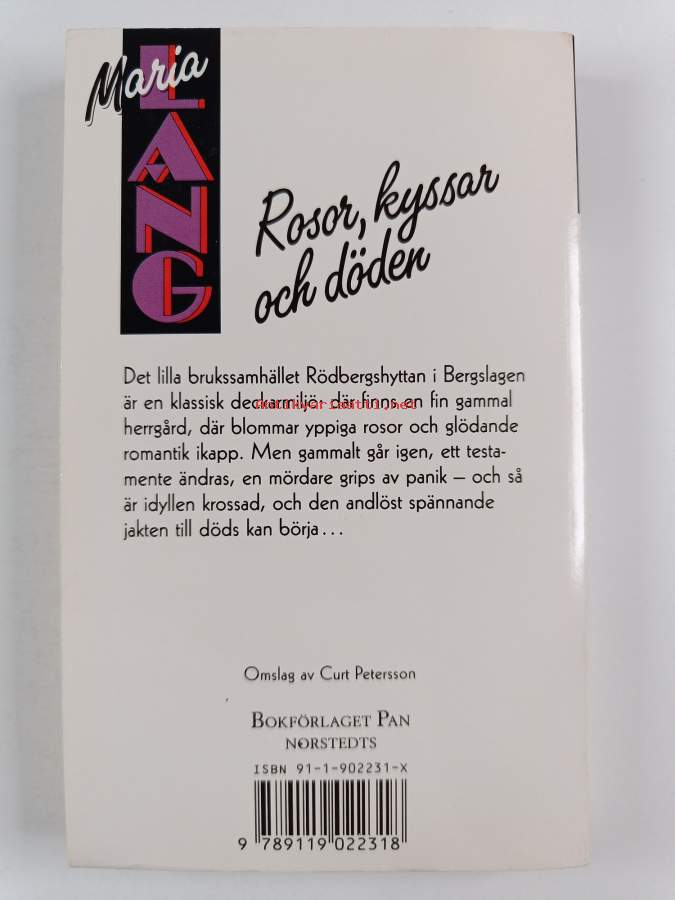 Maria
LANG
Rosor, kyssar
och döden
Det lilla brukssamhället Rödbergshyttan i Bergslagen
är en klassisk deckarmiljö: där finns en fin gammal
antikvariaatti.net
herrgård, där blommar yppiga rosor och glödande
romantik ikapp. Men gammalt går igen, ett testa-
mente ändras, en mördare grips av panik – och så
är idyllen krossad, och den andlöst spännande
jakten till döds kan börja...
Omslag av Curt Petersson
BOKFÖRLAGET PAN
NORSTEDTS
ISBN 91-1-902231-X
9 789119 022318